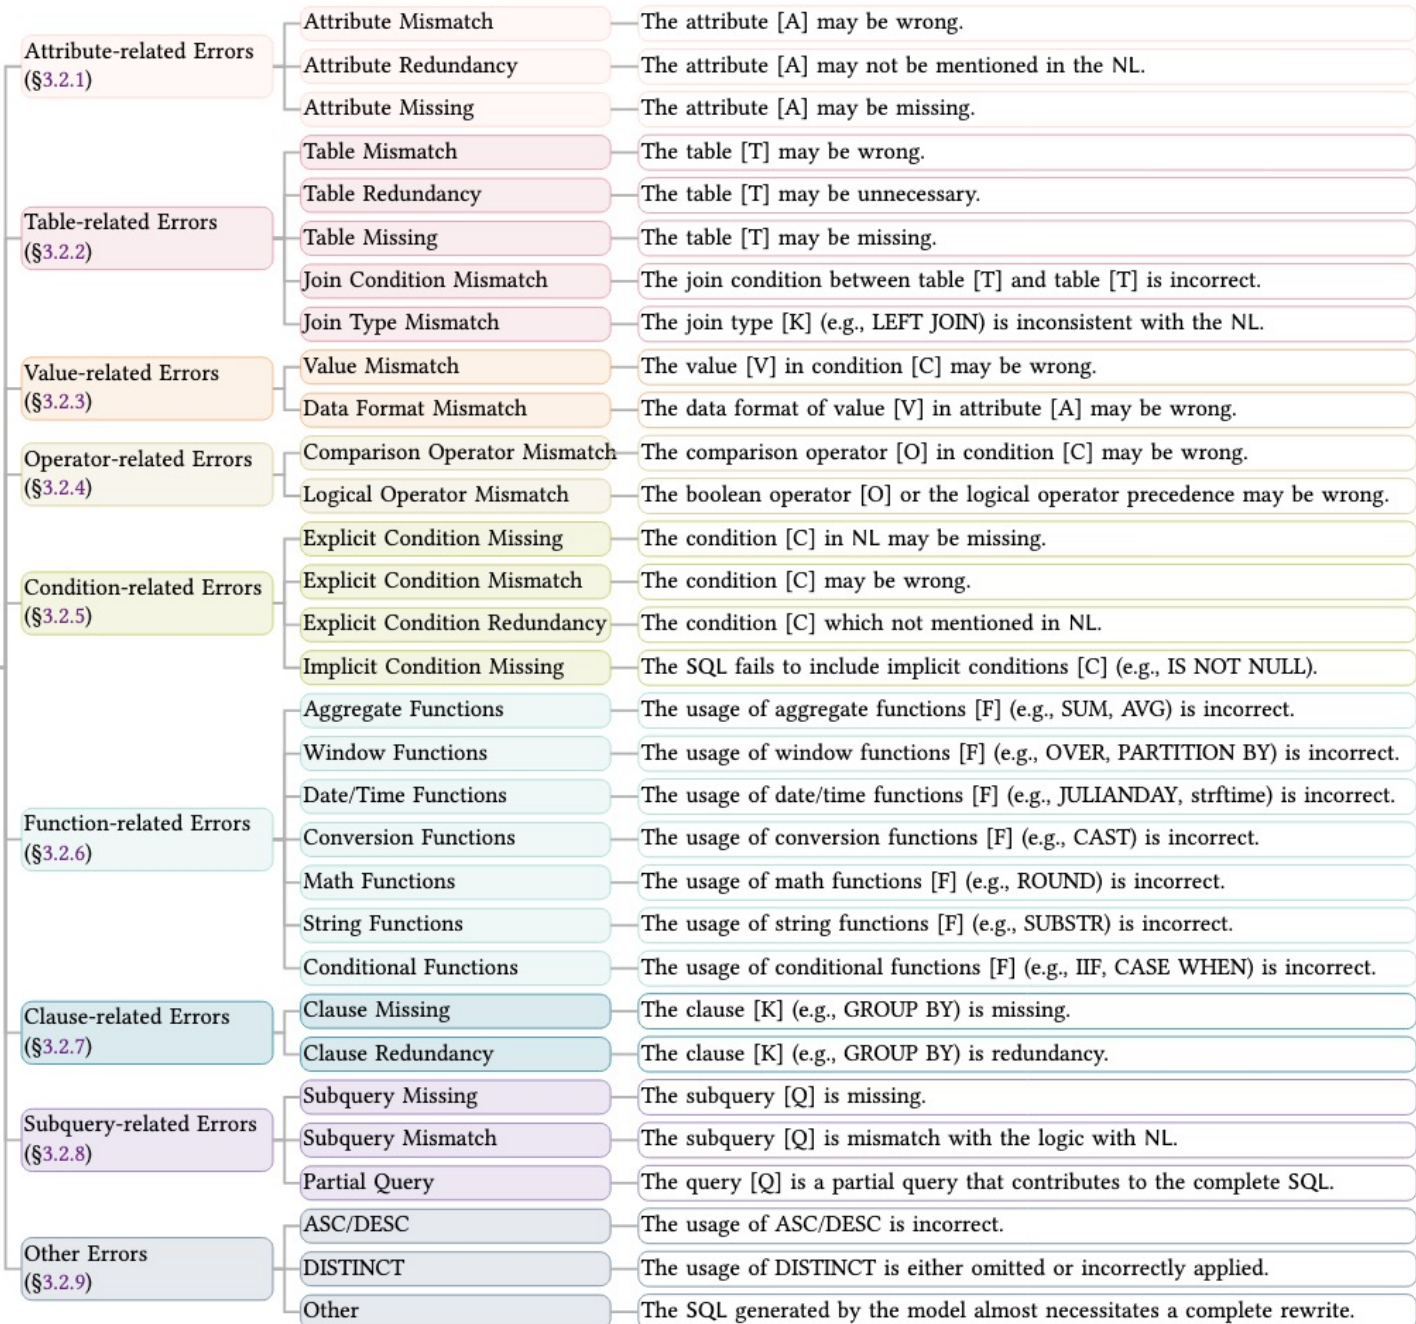 Attribute-related Errors
(§3.2.1)
Attribute Mismatch
The attribute [A] may be wrong.
Attribute Redundancy
The attribute [A] may not be mentioned in the NL.
Attribute Missing
The attribute [A] may be missing.
Table-related Errors
(§3.2.2)
Table Mismatch
The table [T] may be wrong.
Table Redundancy
The table [T] may be unnecessary.
Table Missing
The table [T] may be missing.
Join Condition Mismatch
The join condition between table [T] and table [T] is incorrect.
Join Type Mismatch
The join type [K] (e.g., LEFT JOIN) is inconsistent with the NL.
Value-related Errors
(§3.2.3)
Value Mismatch
The value [V] in condition [C] may be wrong.
Data Format Mismatch
The data format of value [V] in attribute [A] may be wrong.
Operator-related Errors
(§3.2.4)
Comparison Operator Mismatch
The comparison operator [O] in condition [C] may be wrong.
Logical Operator Mismatch
The boolean operator [O] or the logical operator precedence may be wrong.
Condition-related Errors
(§3.2.5)
Explicit Condition Missing
The condition [C] in NL may be missing.
Explicit Condition Mismatch
The condition [C] may be wrong.
Explicit Condition Redundancy
The condition [C] which not mentioned in NL.
Implicit Condition Missing
The SQL fails to include implicit conditions [C] (e.g., IS NOT NULL).
Function-related Errors
(§3.2.6)
Aggregate Functions
The usage of aggregate functions [F] (e.g., SUM, AVG) is incorrect.
Window Functions
The usage of window functions [F] (e.g., OVER, PARTITION BY) is incorrect.
Date/Time Functions
The usage of date/time functions [F] (e.g., JULIANDAY, strftime) is incorrect.
Conversion Functions
The usage of conversion functions [F] (e.g., CAST) is incorrect.
Math Functions
The usage of math functions [F] (e.g., ROUND) is incorrect.
String Functions
The usage of string functions [F] (e.g., SUBSTR) is incorrect.
Conditional Functions
The usage of conditional functions [F] (e.g., IIF, CASE WHEN) is incorrect.
Clause-related Errors
(§3.2.7)
Clause Missing
The clause [K] (e.g., GROUP BY) is missing.
Clause Redundancy
The clause [K] (e.g., GROUP BY) is redundancy.
Subquery-related Errors
(§3.2.8)
Subquery Missing
The subquery [Q] is missing.
Subquery Mismatch
The subquery [Q] is mismatch with the logic with NL.
Partial Query
The query [Q] is a partial query that contributes to the complete SQL.
Other Errors
(§3.2.9)
ASC/DESC
The usage of ASC/DESC is incorrect.
DISTINCT
The usage of DISTINCT is either omitted or incorrectly applied.
Other
The SQL generated by the model almost necessitates a complete rewrite.